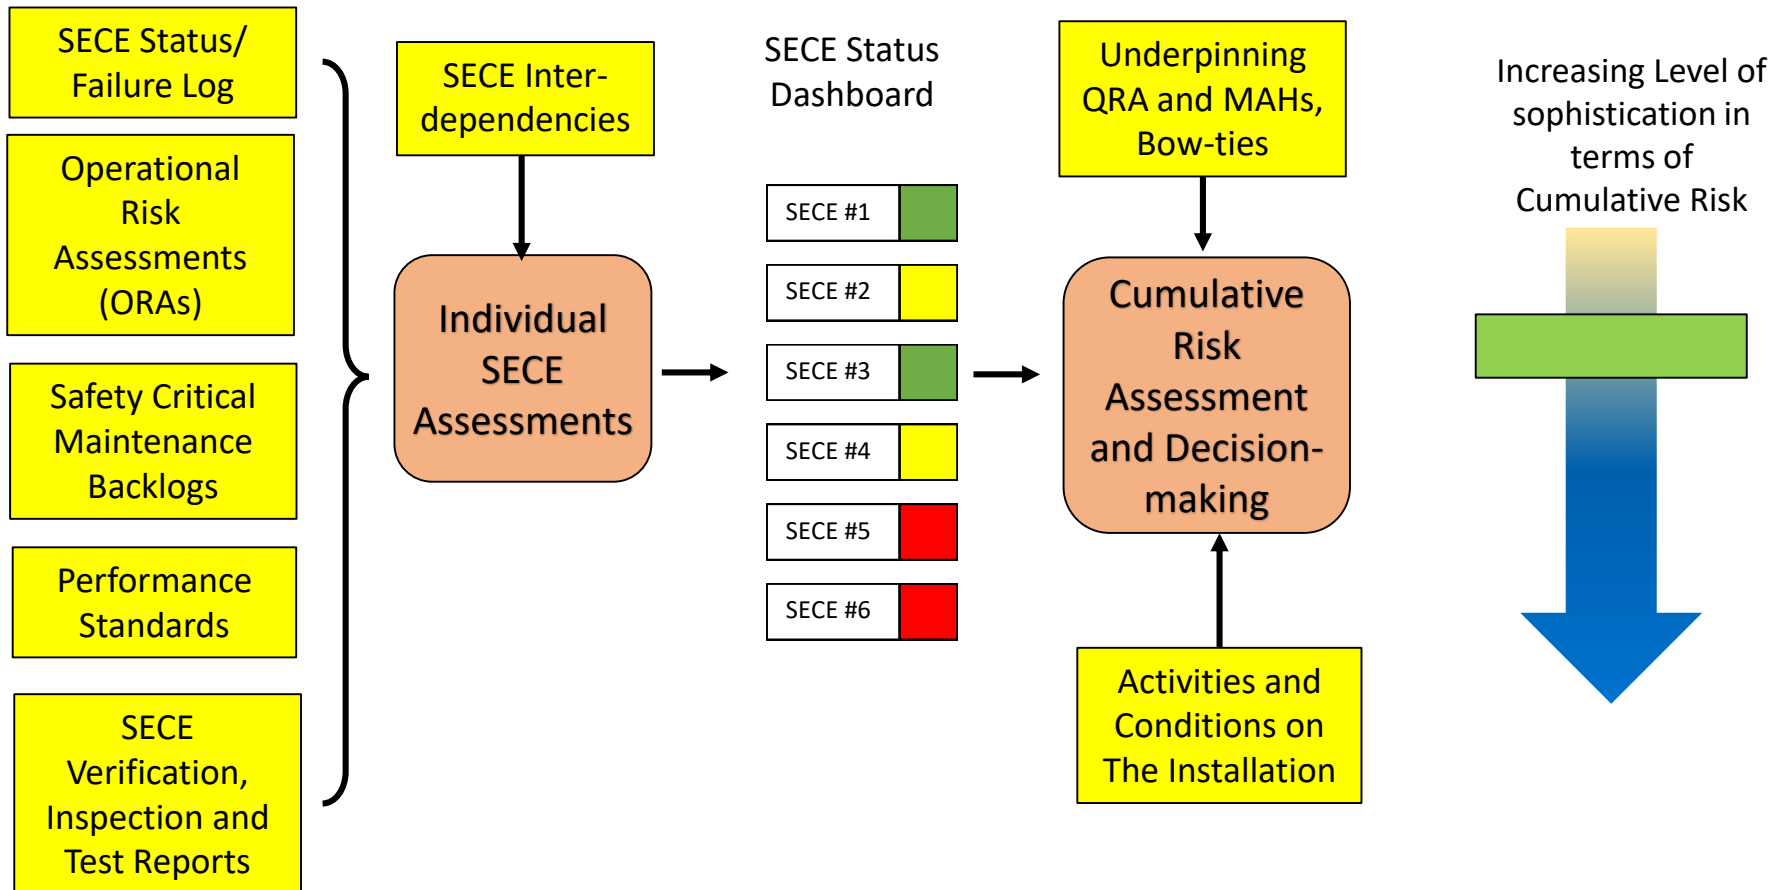 SECE Status/
Failure Log
Operational
Risk
Assessments
(ORAs)
Safety Critical
Maintenance
Backlogs
Performance
Standards
SECE
Verification,
Inspection and
Test Reports
SECE Inter-
dependencies
Individual
SECE
Assessments
SECE Status
Dashboard
SECE #1
SECE #2
SECE #3
SECE #4
SECE #5
SECE #6
Underpinning
QRA and MAHs,
Bow-ties
Cumulative
Risk
Assessment
and Decision-
making
Activities and
Conditions on
The Installation
Increasing Level of
sophistication in
terms of
Cumulative Risk